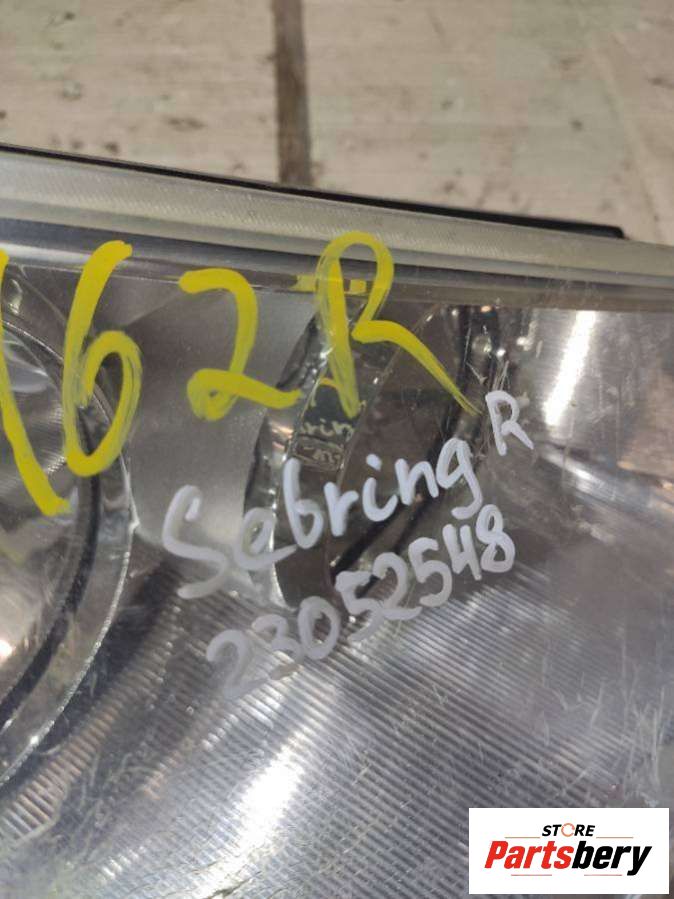 162R
Sebring R
23052548
STORE
Partsbery